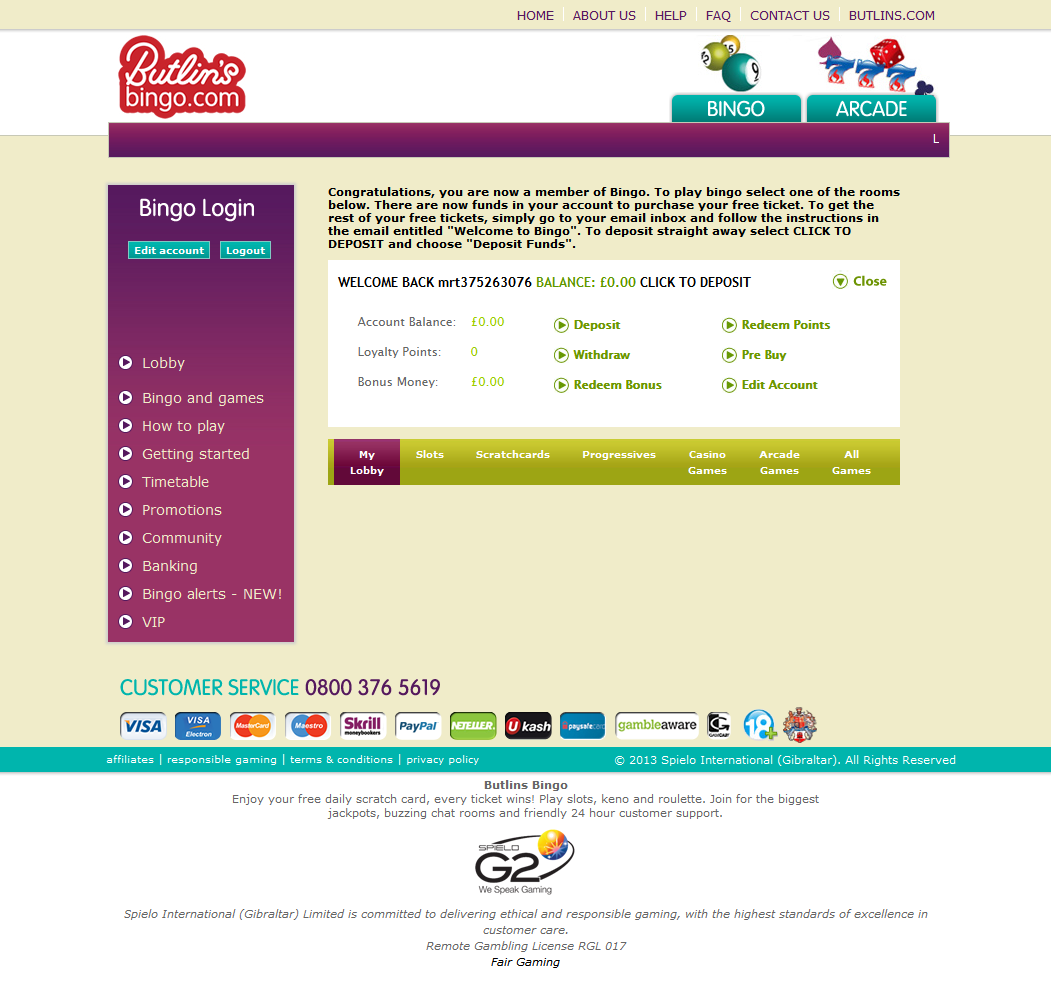 HOME ABOUT US HELP FAQ CONTACT US BUTLINS.COM
Butlin's
bingo.com
15
9
7 7 7
BINGO ARCADE
L
Bingo Login
Edit account Logout
Lobby
Bingo and games
How to play
Getting started
Timetable
Promotions
Community
Banking
Bingo alerts - NEW!
VIP
Congratulations, you are now a member of Bingo. To play bingo select one of the rooms
below. There are now funds in your account to purchase your free ticket. To get the
rest of your free tickets, simply go to your email inbox and follow the instructions in
the email entitled "Welcome to Bingo". To deposit straight away select CLICK TO
DEPOSIT and choose "Deposit Funds".
WELCOME BACK mrt375263076 BALANCE: £0.00 CLICK TO DEPOSIT Close
Account Balance: £0.00 Deposit Redeem Points
Loyalty Points: 0 Withdraw Pre Buy
Bonus Money: £0.00 Redeem Bonus Edit Account
My Lobby Slots Scratchcards Progressives Casino Games Arcade Games All Games
CUSTOMER SERVICE 0800 376 5619
VISA VISA Electron MasterCard Maestro Skrill moneybookers PayPal NETELLER Ukash paysafecard gambleaware G GAMCARE 18+
affiliates | responsible gaming | terms & conditions | privacy policy © 2013 Spielo International (Gibraltar). All Rights Reserved
Butlins Bingo
Enjoy your free daily scratch card, every ticket wins! Play slots, keno and roulette. Join for the biggest
jackpots, buzzing chat rooms and friendly 24 hour customer support.
SPIELO
G2
We Speak Gaming
Spielo International (Gibraltar) Limited is committed to delivering ethical and responsible gaming, with the highest standards of excellence in
customer care.
Remote Gambling License RGL 017
Fair Gaming